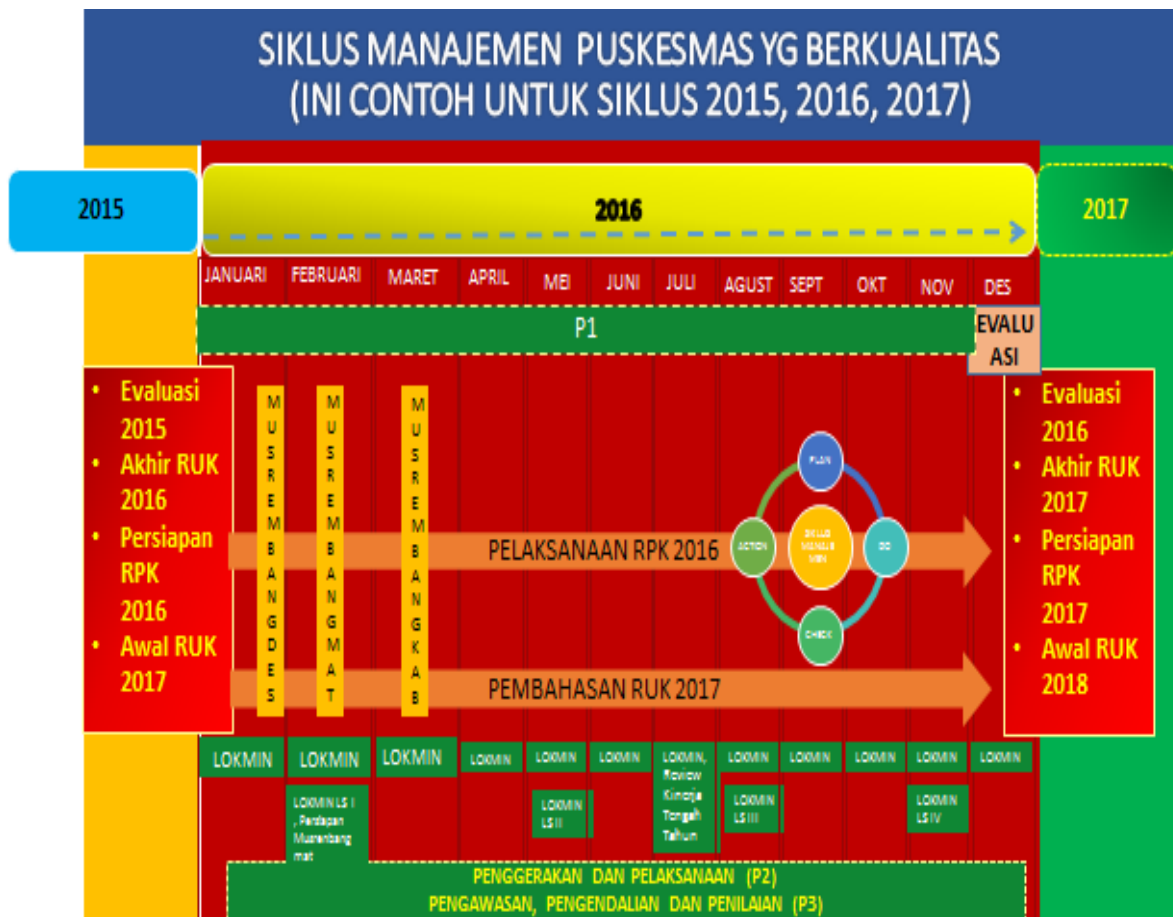 SIKLUS MANAJEMEN PUSKESMAS YG BERKUALITAS
(INI CONTOH UNTUK SIKLUS 2015, 2016, 2017)
2015
2016
2017
JANUARI
FEBRUARI
MARET
APRIL
MEI
JUNI
JULI
AGUST
SEPT
OKT
NOV
DES
P1
EVALU
ASI
• Evaluasi
2015
• Akhir RUK
2016
• Persiapan
RPK
2016
• Awal RUK
2017
MUSREMBANGDES
MUSREMBANGMAT
MUSREMBANGKAB
PELAKSANAAN RPK 2016
PLAN
DO
CHECK
ACTION
SIKLUS
MANAJE
MEN
PEMBAHASAN RUK 2017
• Evaluasi
2016
• Akhir RUK
2017
• Persiapan
RPK
2017
• Awal RUK
2018
LOKMIN
LOKMIN
LOKMIN
LOKMIN
LOKMIN
LOKMIN
LOKMIN,
Review
Kinerja
Tengah
Tahun
LOKMIN
LOKMIN
LOKMIN
LOKMIN
LOKMIN
LOKMIN LS I
, Persiapan
Musrenbang
mat
LOKMIN
LS II
LOKMIN
LS III
LOKMIN
LS IV
PENGGERAKAN DAN PELAKSANAAN (P2)
PENGAWASAN, PENGENDALIAN DAN PENILAIAN (P3)